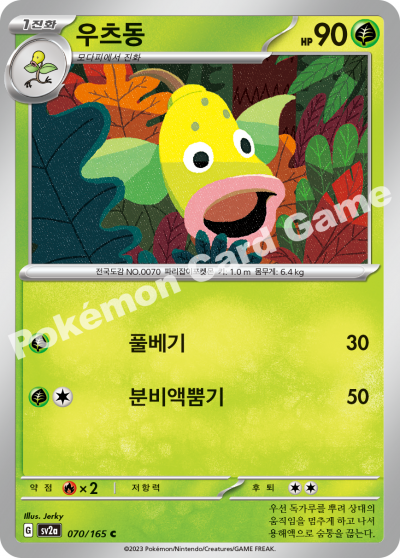 1진화
우츠동
HP 90
모다피에서 진화
전국도감 NO.0070 파리잡이포켓몬 키: 1.0 m 몸무게: 6.4 kg
풀베기 30
분비액뿜기 50
약 점 ×2 저항력 후 퇴
Illus. Jerky
우선 독가루를 뿌려 상대의
움직임을 멈추게 하고 나서
용해액으로 숨통을 끊는다.
G sv2a 070/165 C
©2023 Pokémon/Nintendo/Creatures/GAME FREAK.
Pokémon Card Game